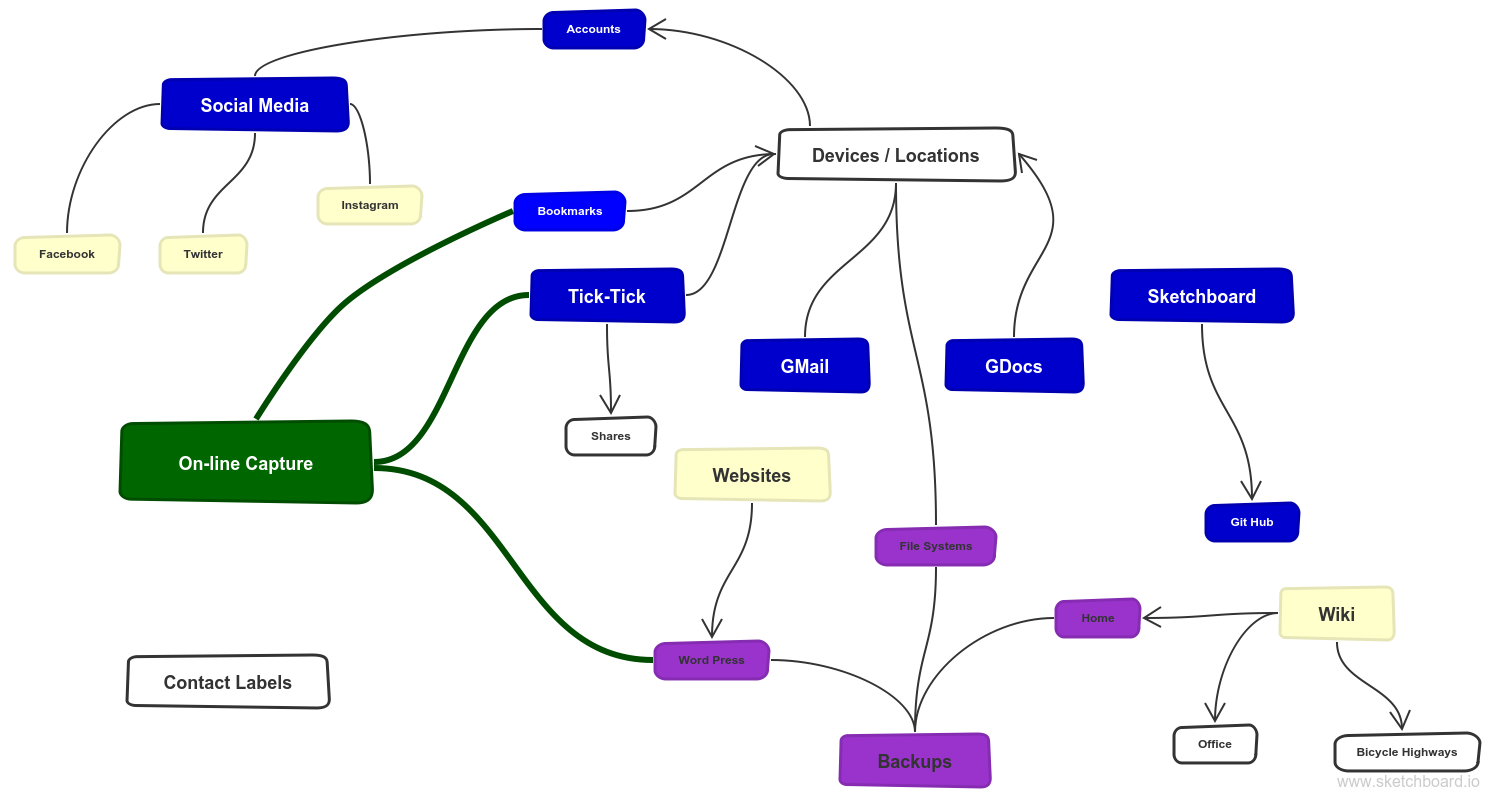 Accounts
Social Media
Devices / Locations
Instagram
Bookmarks
Facebook
Twitter
Tick-Tick
Sketchboard
GMail
GDocs
Shares
On-line Capture
Websites
Git Hub
File Systems
Home
Wiki
Word Press
Contact Labels
Office
Bicycle Highways
Backups
www.sketchboard.io